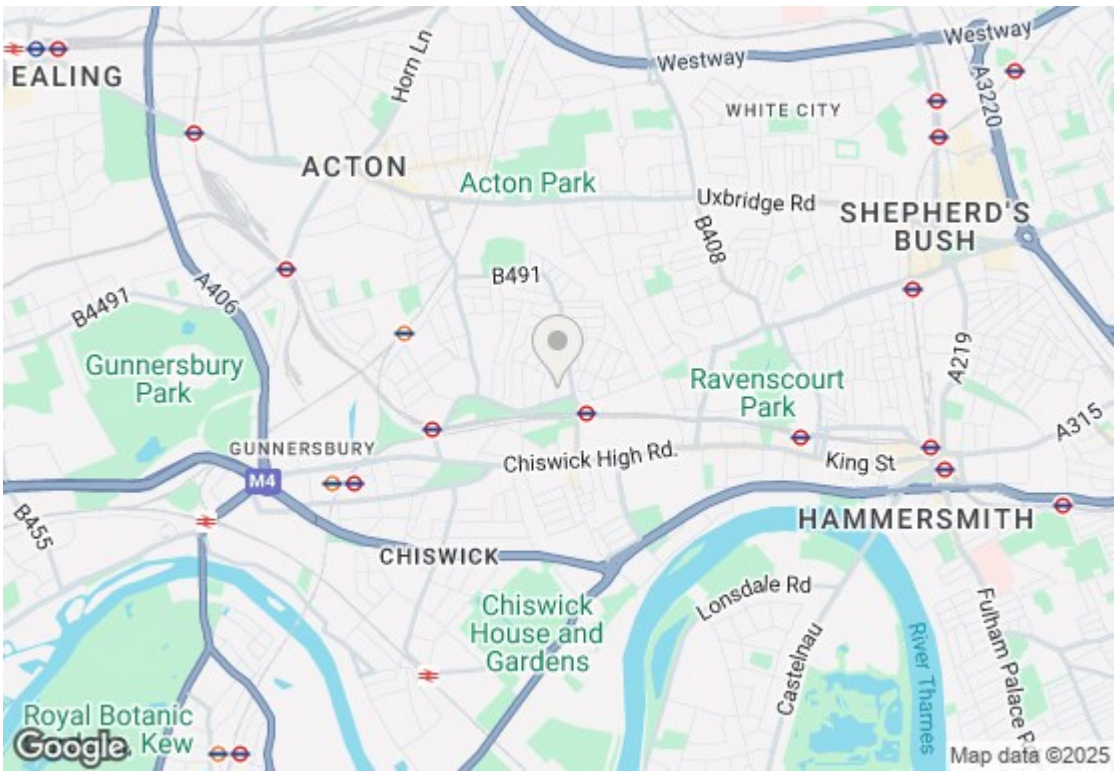 Westway
Westway
EALING
Horn Ln
A3220
WHITE CITY
ACTON
Acton Park
Uxbridge Rd
SHEPHERD'S
BUSH
B408
B491
A406
B4491
A219
Gunnersbury
Park
Ravenscourt
Park
A315
GUNNERSBURY
Chiswick High Rd.
King St
M4
B455
HAMMERSMITH
CHISWICK
Lonsdale Rd
Chiswick
House and
Gardens
Castelnau
River Thames
Fulham Palace Rd
Royal Botanic
Kew
Google
Map data ©2025